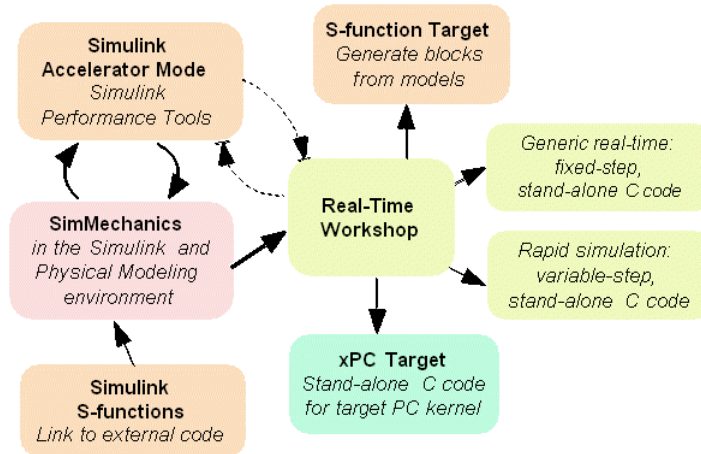 Simulink
Accelerator Mode
Simulink
Performance Tools
S-function Target
Generate blocks
from models
Generic real-time:
fixed-step,
stand-alone C code
SimMechanics
in the Simulink and
Physical Modeling
environment
Real-Time
Workshop
Rapid simulation:
variable-step,
stand-alone C code
xPC Target
Stand-alone C code
for target PC kernel
Simulink
S-functions
Link to external code